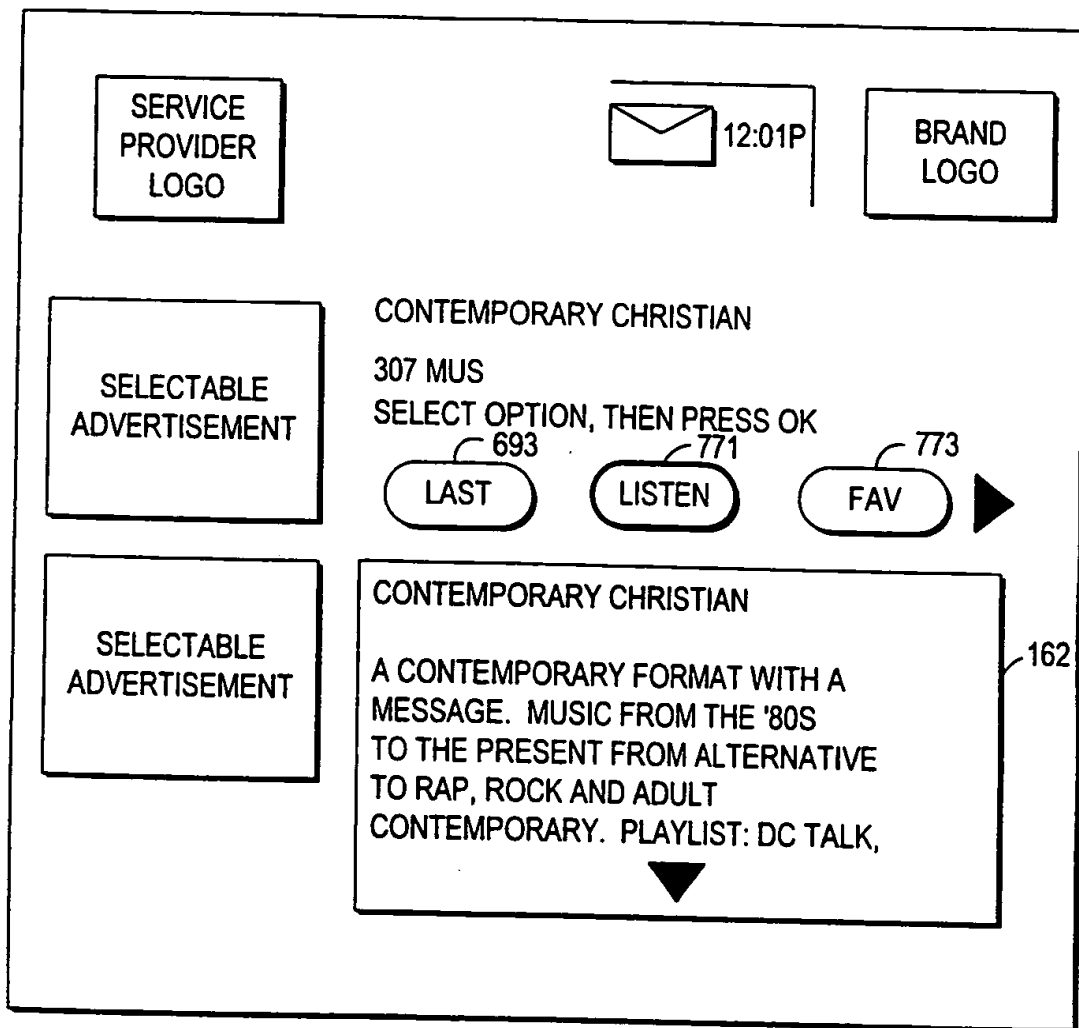 SERVICE
PROVIDER
LOGO
12:01P
BRAND
LOGO
SELECTABLE
ADVERTISEMENT
CONTEMPORARY CHRISTIAN
307 MUS
SELECT OPTION, THEN PRESS OK
693
771
773
LAST
LISTEN
FAV
SELECTABLE
ADVERTISEMENT
CONTEMPORARY CHRISTIAN
A CONTEMPORARY FORMAT WITH A
MESSAGE. MUSIC FROM THE '80S
TO THE PRESENT FROM ALTERNATIVE
TO RAP, ROCK AND ADULT
CONTEMPORARY. PLAYLIST: DC TALK,
162